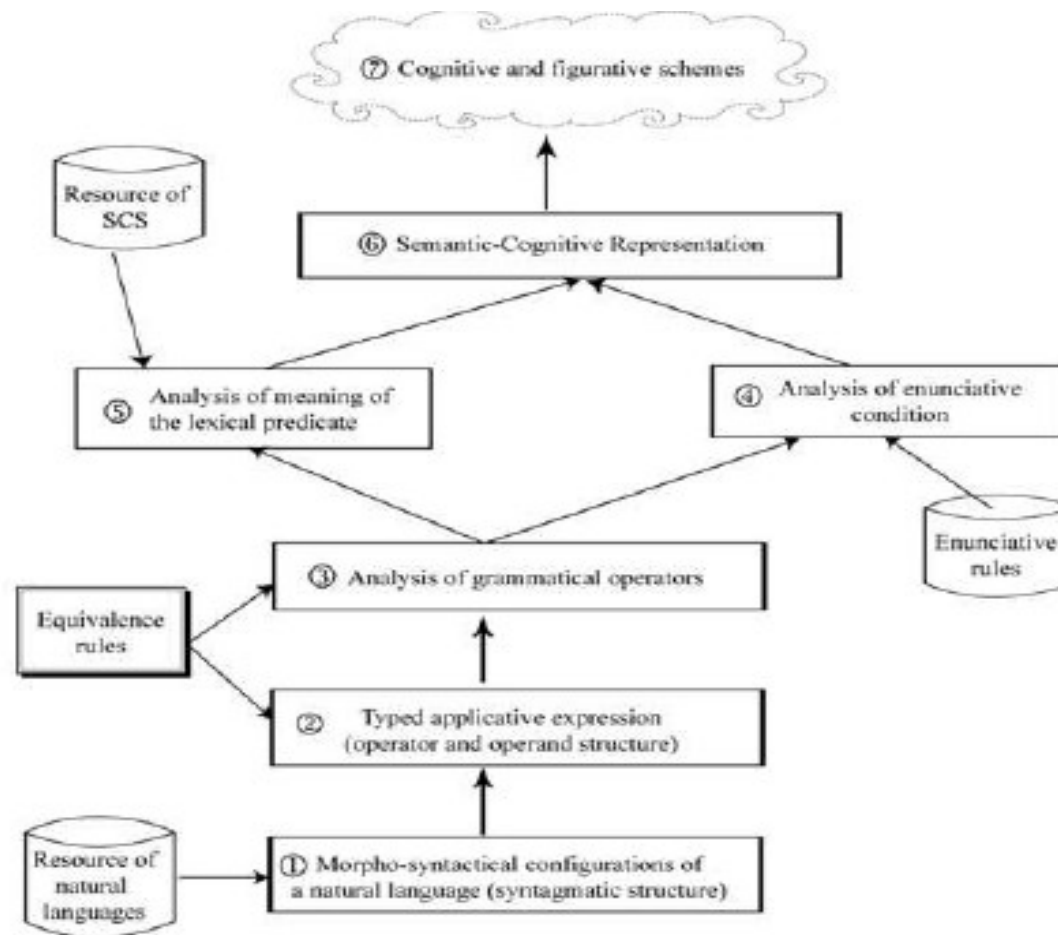 ⑦ Cognitive and figurative schemes
Resource of
SCS
⑥ Semantic-Cognitive Representation
⑤ Analysis of meaning of
the lexical predicate
④ Analysis of enunciative
condition
Enunciative
rules
③ Analysis of grammatical operators
Equivalence
rules
② Typed applicative expression
(operator and operand structure)
Resource of
natural
languages
① Morpho-syntactical configurations of
a natural language (syntagmatic structure)